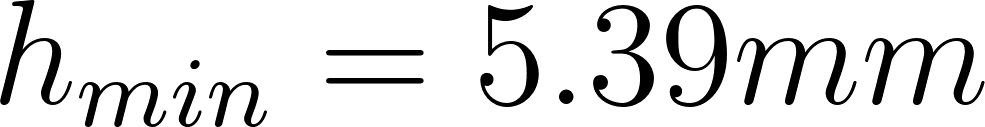 h_{min} = 5.39mm